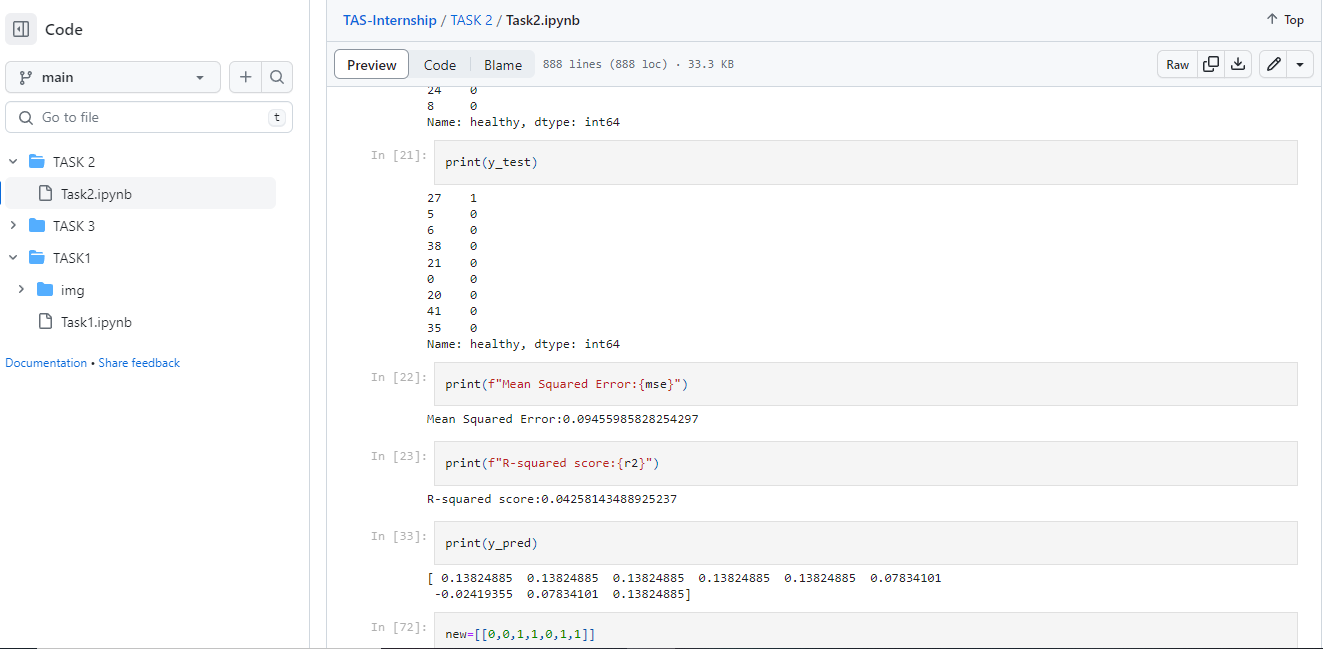 Code
main
Go to file
t
TASK 2
Task2.ipynb
TASK 3
TASK1
img
Task1.ipynb
Documentation • Share feedback
TAS-Internship / TASK 2 / Task2.ipynb
Top
Preview Code Blame 888 lines (888 loc) · 33.3 KB
Raw
24 0
8 0
Name: healthy, dtype: int64
In [21]: print(y_test)
27 1
5 0
6 0
38 0
21 0
0 0
20 0
41 0
35 0
Name: healthy, dtype: int64
In [22]: print(f"Mean Squared Error:{mse}")
Mean Squared Error:0.09455985828254297
In [23]: print(f"R-squared score:{r2}")
R-squared score:0.04258143488925237
In [33]: print(y_pred)
[ 0.13824885 0.13824885 0.13824885 0.13824885 0.13824885 0.07834101
-0.02419355 0.07834101 0.13824885]
In [72]: new=[[0,0,1,1,0,1,1]]